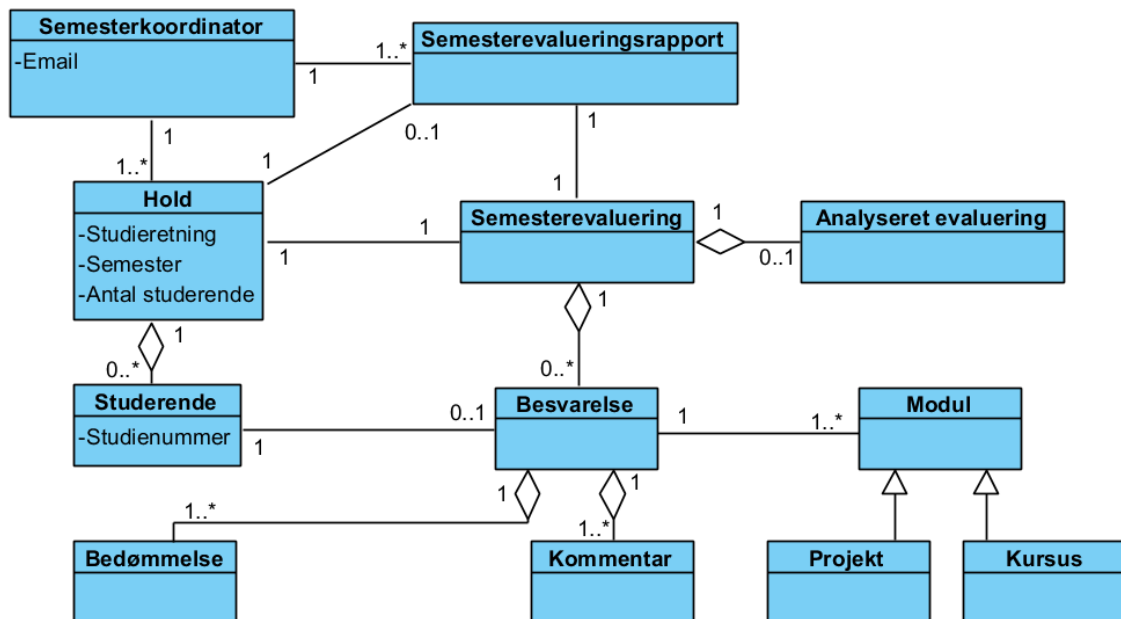 Semesterkoordinator
-Email
1
1..*
Semesterevalueringsrapport
1
1..*
1
0..1
1
1
Hold
-Studieretning
-Semester
-Antal studerende
1
1
Semesterevaluering
1
0..1
Analyseret evaluering
1
0..*
1
0..*
Studerende
-Studienummer
1
0..1
Besvarelse
1
1..*
Modul
1
1..*
1
1..*
Bedømmelse
Kommentar
Projekt
Kursus